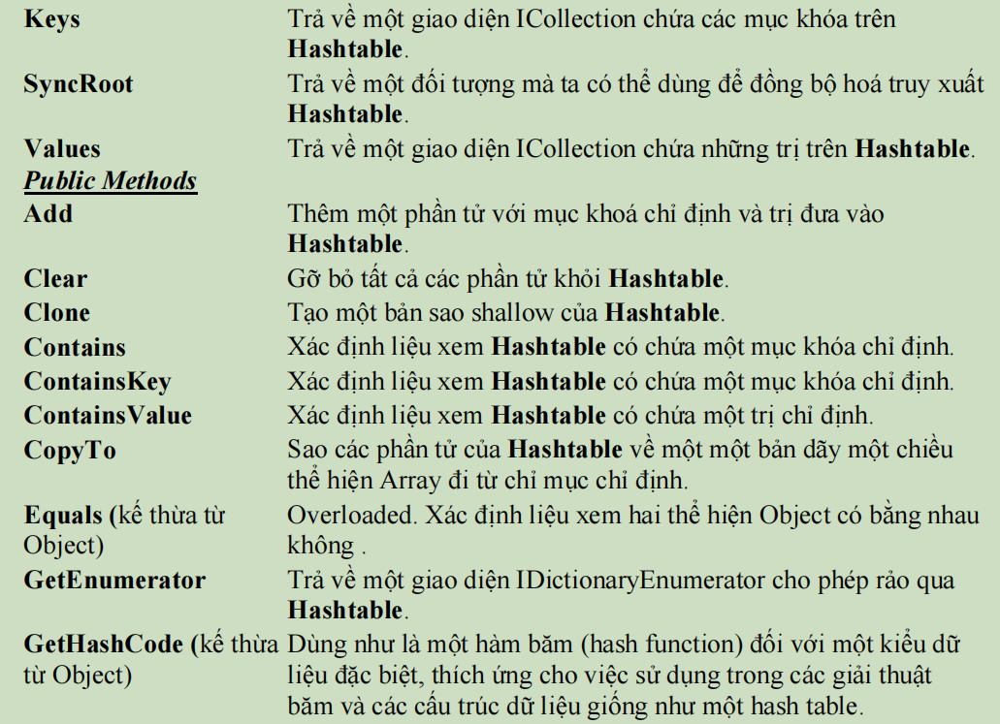 Keys Trả về một giao diện ICollection chứa các mục khóa trên
Hashtable.
SyncRoot Trả về một đối tượng mà ta có thể dùng để đồng bộ hoá truy xuất
Hashtable.
Values Trả về một giao diện ICollection chứa những trị trên Hashtable.
Public Methods
Add Thêm một phần tử với mục khoá chỉ định và trị đưa vào
Hashtable.
Clear Gỡ bỏ tất cả các phần tử khỏi Hashtable.
Clone Tạo một bản sao shallow của Hashtable.
Contains Xác định liệu xem Hashtable có chứa một mục khóa chỉ định.
ContainsKey Xác định liệu xem Hashtable có chứa một mục khóa chỉ định.
ContainsValue Xác định liệu xem Hashtable có chứa một trị chỉ định.
CopyTo Sao các phần tử của Hashtable về một một bản dãy một chiều
thể hiện Array đi từ chỉ mục chỉ định.
Equals (kế thừa từ Overloaded. Xác định liệu xem hai thể hiện Object có bằng nhau
Object) không .
GetEnumerator Trả về một giao diện IDictionaryEnumerator cho phép rảo qua
Hashtable.
GetHashCode (kế thừa Dùng như là một hàm băm (hash function) đối với một kiểu dữ
từ Object) liệu đặc biệt, thích ứng cho việc sử dụng trong các giải thuật
băm và các cấu trúc dữ liệu giống như một hash table.